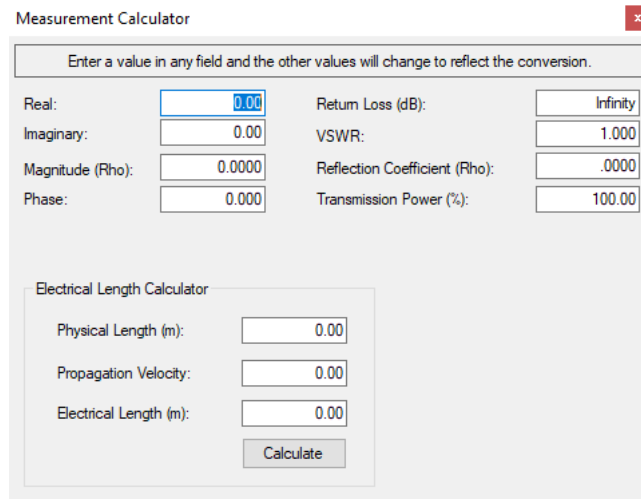 Measurement Calculator
x
Enter a value in any field and the other values will change to reflect the conversion.
Real: 0.00 Return Loss (dB): Infinity
Imaginary: 0.00 VSWR: 1.000
Magnitude (Rho): 0.0000 Reflection Coefficient (Rho): .0000
Phase: 0.000 Transmission Power (%): 100.00
Electrical Length Calculator
Physical Length (m): 0.00
Propagation Velocity: 0.00
Electrical Length (m): 0.00
Calculate